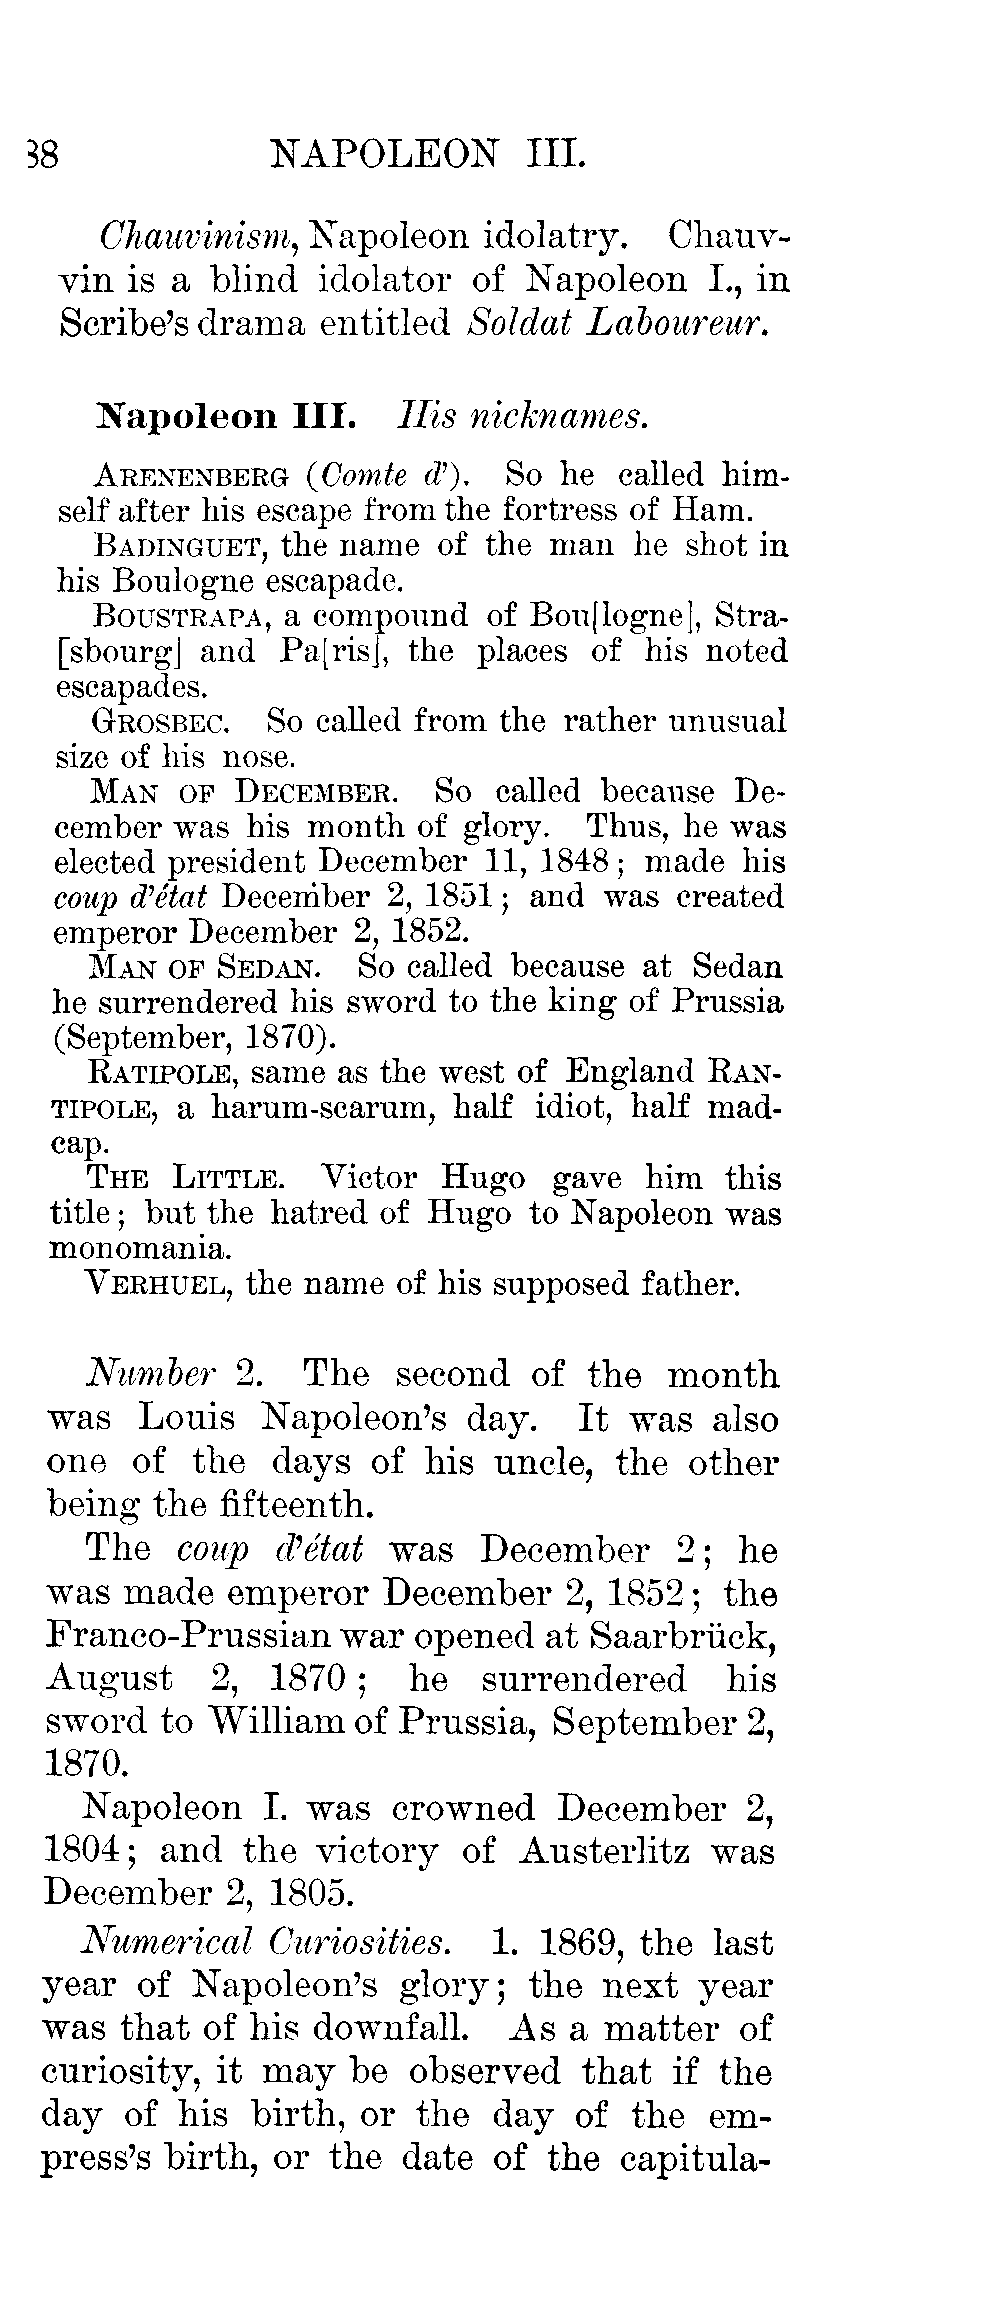 38 NAPOLEON III.
Chauvinism, Napoleon idolatry. Chauv-
vin is a blind idolator of Napoleon I., in
Scribe's drama entitled Soldat Laboureur.
Napoleon III. His nicknames.
ARENENBERG (Comte d'). So he called him-
self after his escape from the fortress of Ham.
BADINGUET, the name of the man he shot in
his Boulogne escapade.
BOUSTRAPA, a compound of Bou[logne], Stra-
[sbourg] and Pa[ris], the places of his noted
escapades.
GROSBEC. So called from the rather unusual
size of his nose.
MAN OF DECEMBER. So called because De-
cember was his month of glory. Thus, he was
elected president December 11, 1848; made his
coup d'état December 2, 1851; and was created
emperor December 2, 1852.
MAN OF SEDAN. So called because at Sedan
he surrendered his sword to the king of Prussia
(September, 1870).
RATIPOLE, same as the west of England RAN-
TIPOLE, a harum-scarum, half idiot, half mad-
cap.
THE LITTLE. Victor Hugo gave him this
title; but the hatred of Hugo to Napoleon was
monomania.
VERHUEL, the name of his supposed father.
Number 2. The second of the month
was Louis Napoleon's day. It was also
one of the days of his uncle, the other
being the fifteenth.
The coup d'état was December 2; he
was made emperor December 2, 1852; the
Franco-Prussian war opened at Saarbrück,
August 2, 1870; he surrendered his
sword to William of Prussia, September 2,
1870.
Napoleon I. was crowned December 2,
1804; and the victory of Austerlitz was
December 2, 1805.
Numerical Curiosities. 1. 1869, the last
year of Napoleon's glory; the next year
was that of his downfall. As a matter of
curiosity, it may be observed that if the
day of his birth, or the day of the em-
press's birth, or the date of the capitula-